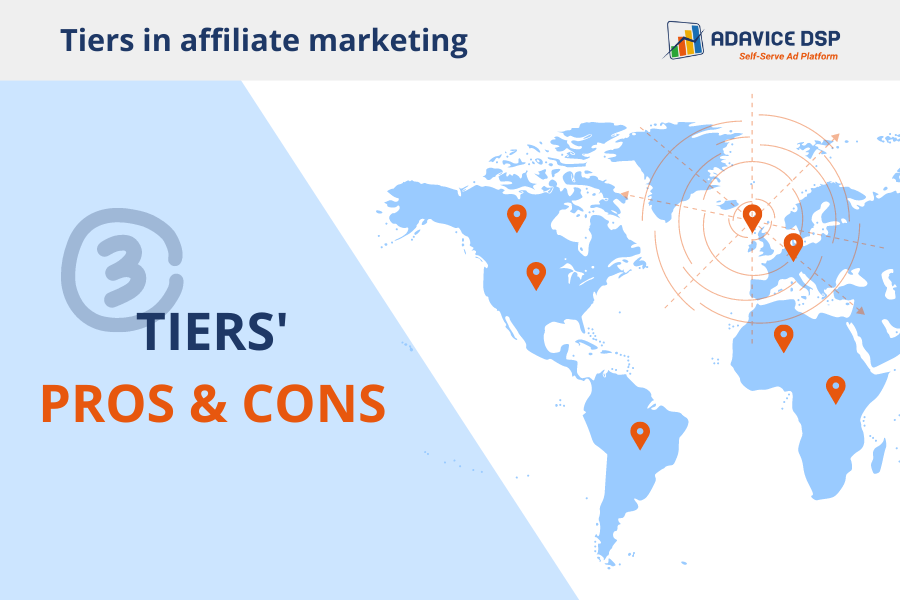 Tiers in affiliate marketing
ADAVICE DSP
Self-Serve Ad Platform
3
TIERS'
PROS & CONS